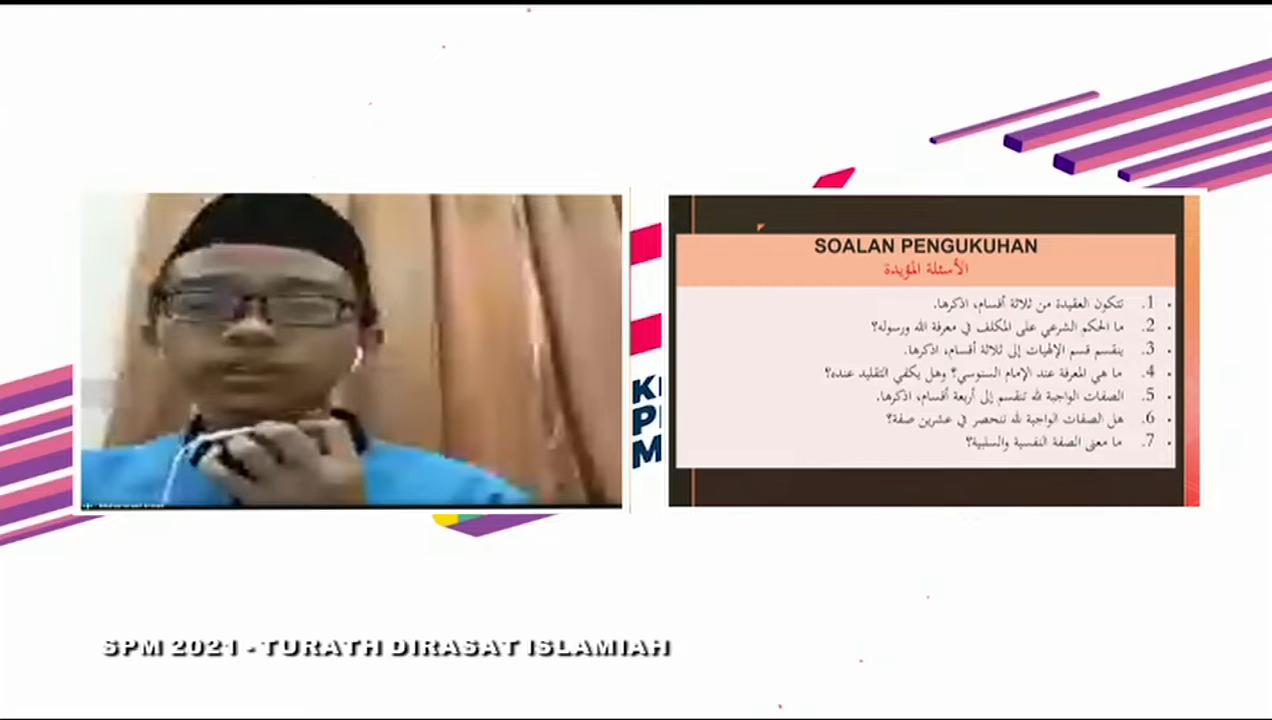 SOALAN PENGUKUHAN
الأسئلة المؤيدة
1. تتكون العقيدة من ثلاثة أقسام، اذكرها.
2. ما الحكم الشرعي على المكلف في معرفة الله ورسوله؟
3. ينقسم قسم الإلهيات إلى ثلاثة أقسام، اذكرها.
4. ما هي المعرفة عند الإمام السنوسي؟ وهل يكفي التقليد عنده؟
5. الصفات الواجبة لله تنقسم إلى أربعة أقسام، اذكرها.
6. هل الصفات الواجبة لله تنحصر في عشرين صفة؟
7. ما معنى الصفة النفسية والسلبية؟
SPM 2021 - TURATH DIRASAT ISLAMIAH